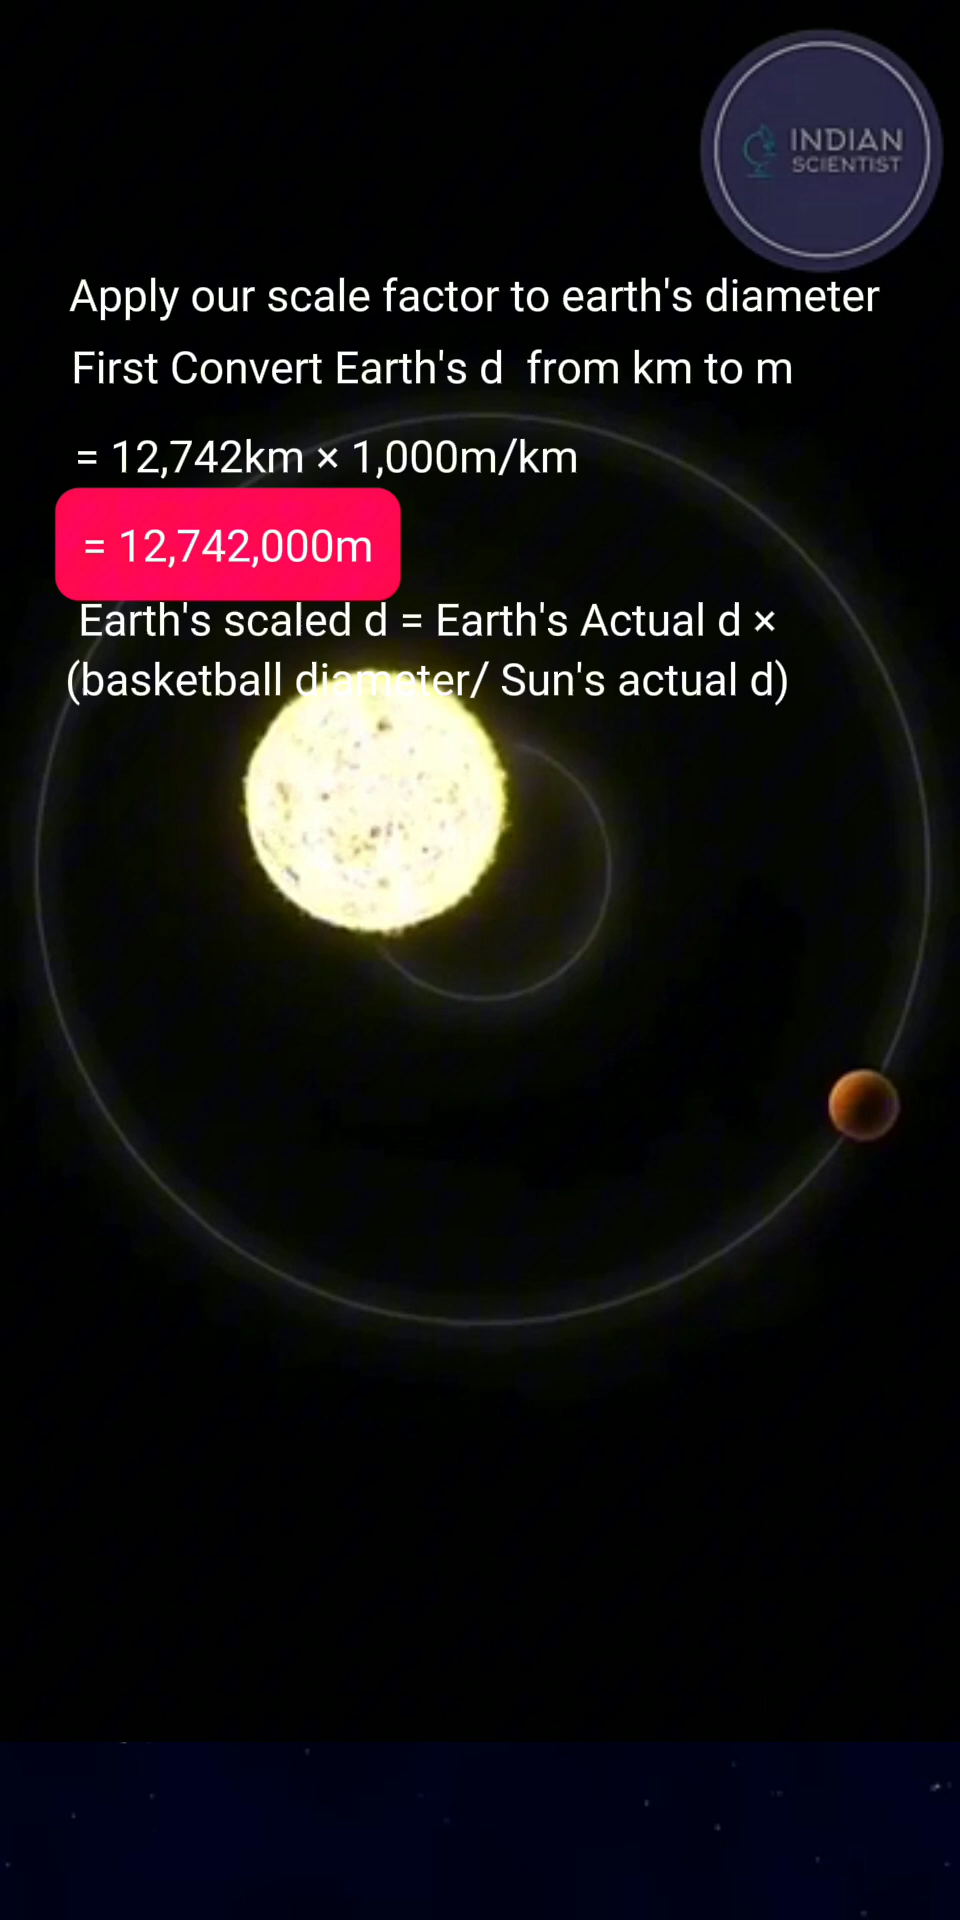 INDIAN
SCIENTIST
Apply our scale factor to earth's diameter
First Convert Earth's d  from km to m
= 12,742km × 1,000m/km
= 12,742,000m
Earth's scaled d = Earth's Actual d ×
(basketball diameter/ Sun's actual d)